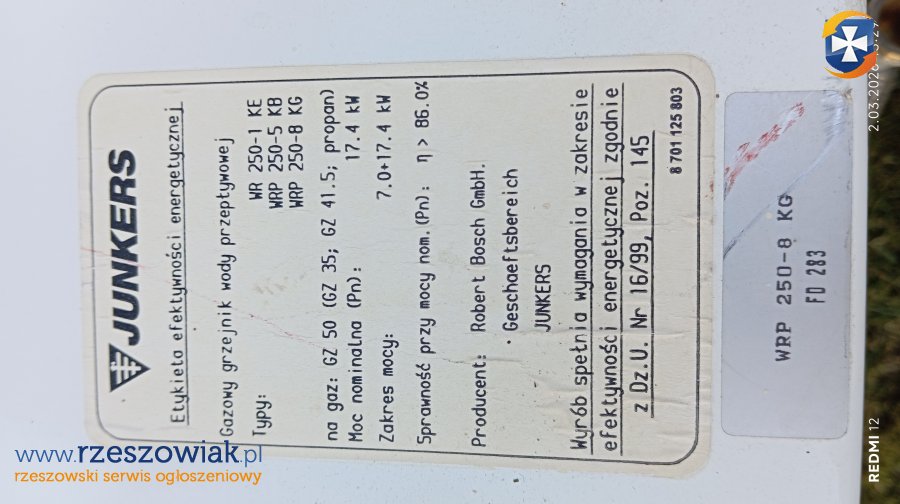 JUNKERS
Etykieta efektywności energetycznej
Gazowy grzejnik wody przepływowej
Typy: WR 250-1 KE
WRP 250-5 KB
WRP 250-8 KG
na gaz: GZ 50 (GZ 35; GZ 41.5; propan)
Moc nominalna (Pn): 17.4 kW
Zakres mocy: 7.0÷17.4 kW
Sprawność przy mocy nom.(Pn): η > 86.0%
Producent: Robert Bosch GmbH.
Geschaeftsbereich
JUNKERS
Wyrób spełnia wymagania w zakresie
efektywności energetycznej zgodnie
z Dz.U. Nr 16/99, Poz. 145
8 701 125 803
WRP 250-8 KG
FD 283
www.rzeszowiak.pl
rzeszowski serwis ogłoszeniowy
REDMI 12